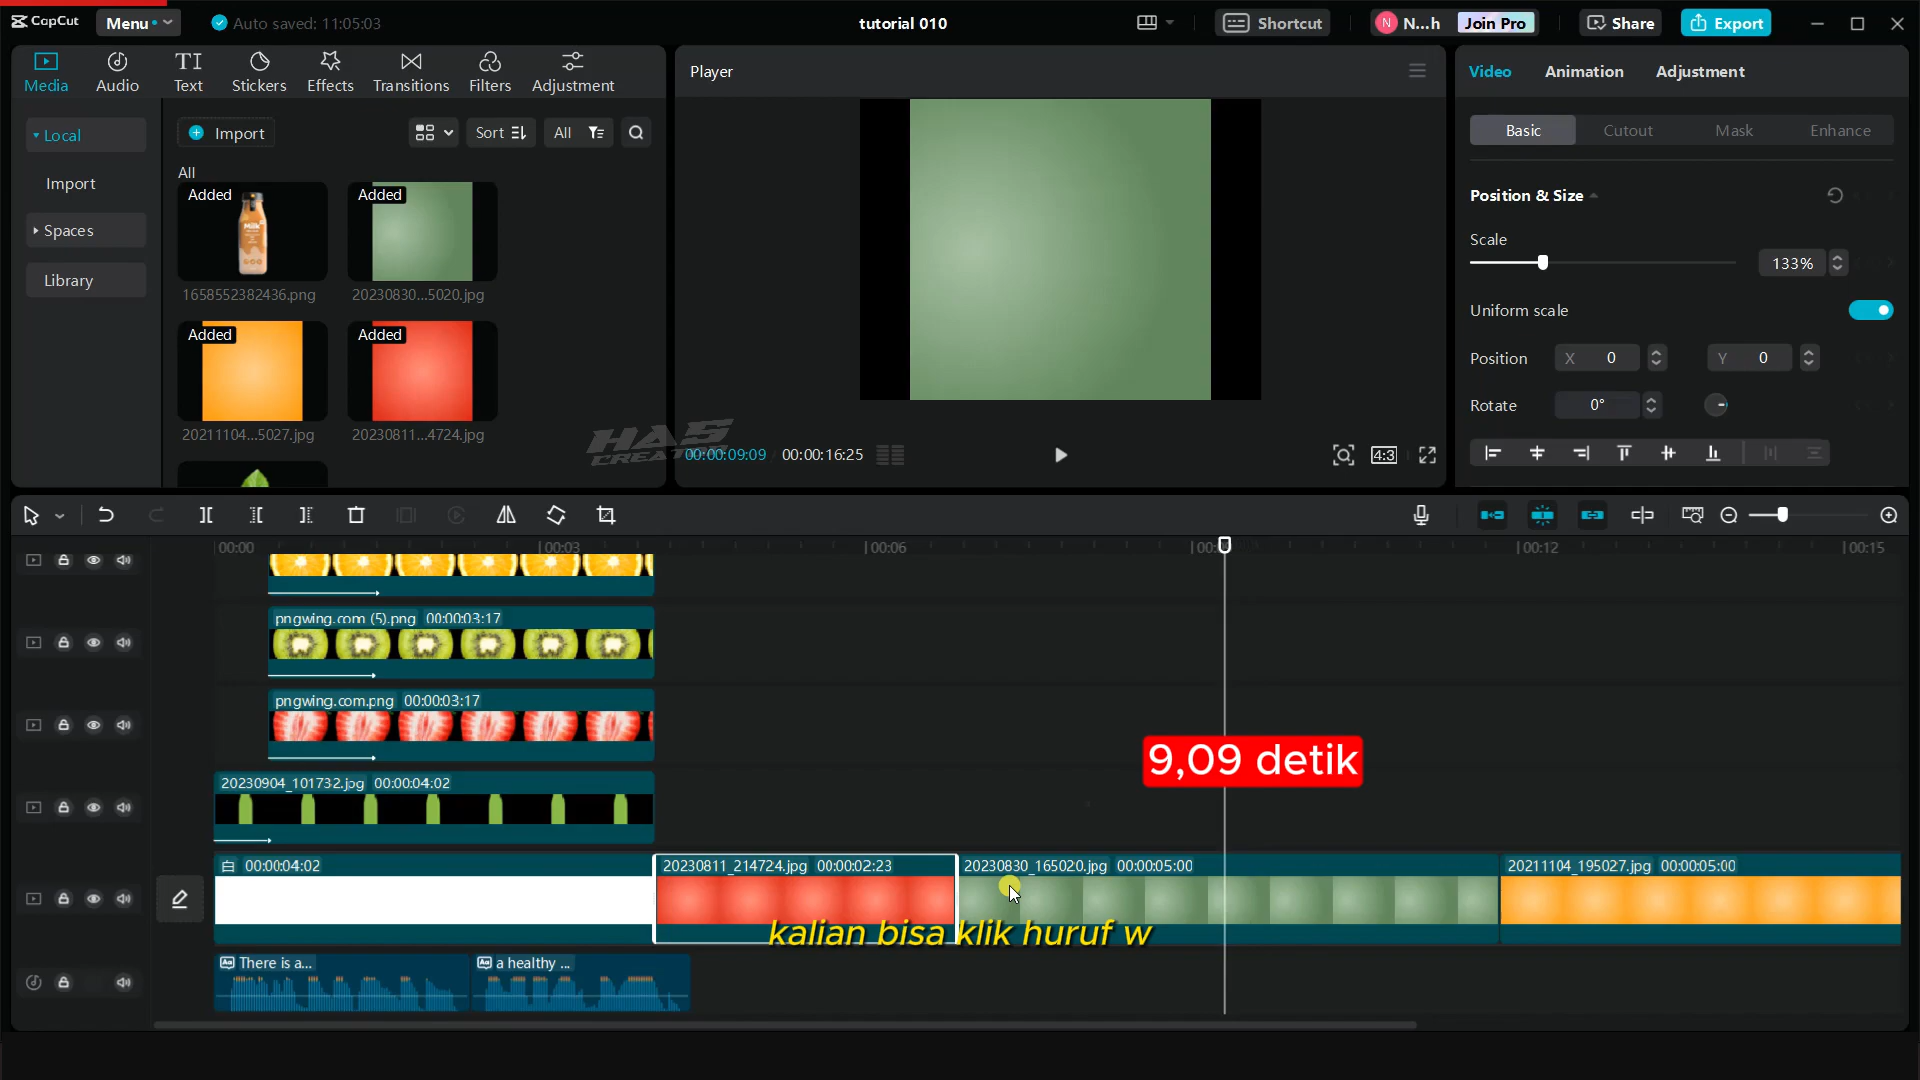 CapCut
Menu
Auto saved: 11:05:03
tutorial 010
Shortcut
N
N...h
Join Pro
Share
Export
Media
Audio
Text
Stickers
Effects
Transitions
Filters
Adjustment
Local
Import
Spaces
Library
Import
Sort
All
All
Added
1658552382436.png
Added
20230830...5020.jpg
Added
20211104...5027.jpg
Added
20230811...4724.jpg
Milk
Player
HAS
CREATOR
00:00:09:09
00:00:16:25
4:3
Video
Animation
Adjustment
Basic
Cutout
Mask
Enhance
Position & Size
Scale
133%
Uniform scale
Position
X 0
Y 0
Rotate
0°
00:00
00:03
00:06
00:12
00:15
pngwing.com (5).png 00:00:03:17
pngwing.com.png 00:00:03:17
20230904_101732.jpg 00:00:04:02
9,09 detik
白 00:00:04:02
20230811_214724.jpg 00:00:02:23
20230830_165020.jpg 00:00:05:00
20211104_195027.jpg 00:00:05:00
kalian bisa klik huruf w
There is a...
a healthy ...